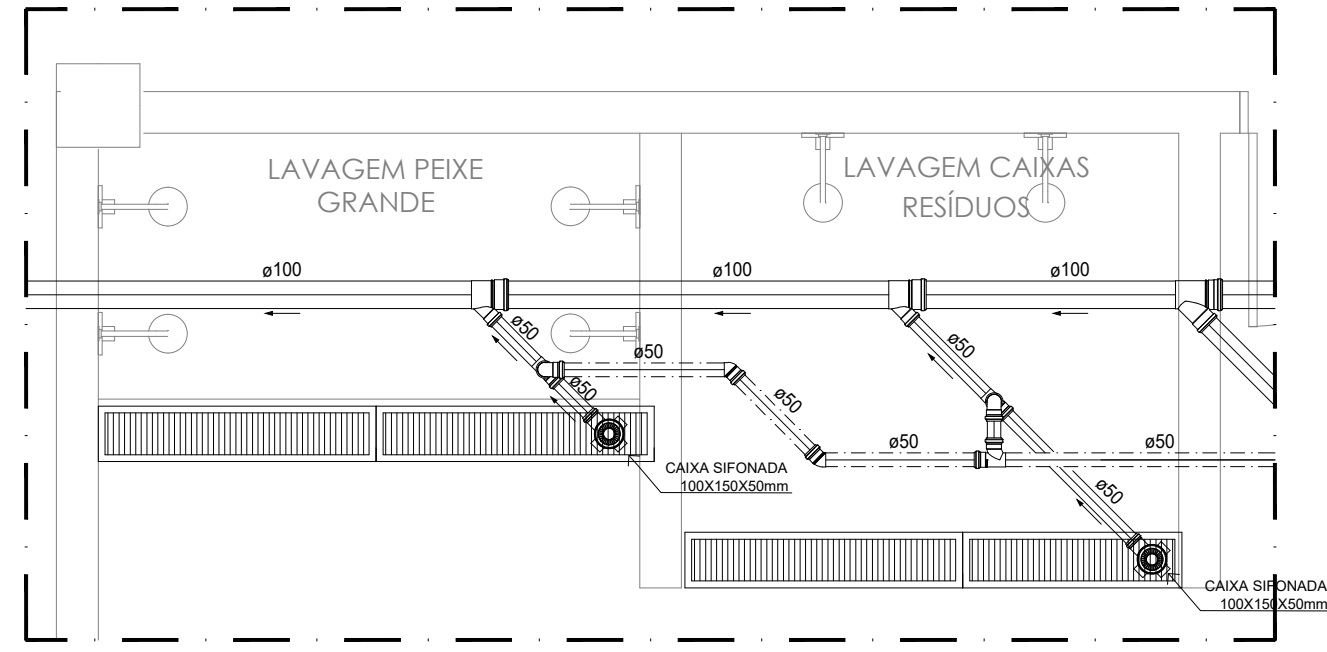 LAVAGEM PEIXE
GRANDE
LAVAGEM CAIXAS
RESÍDUOS
ø100
ø100
ø100
ø50
ø50
ø50
ø50
ø50
ø50
ø50
ø50
CAIXA SIFONADA
100X150X50mm
CAIXA SIFONADA
100X150X50mm